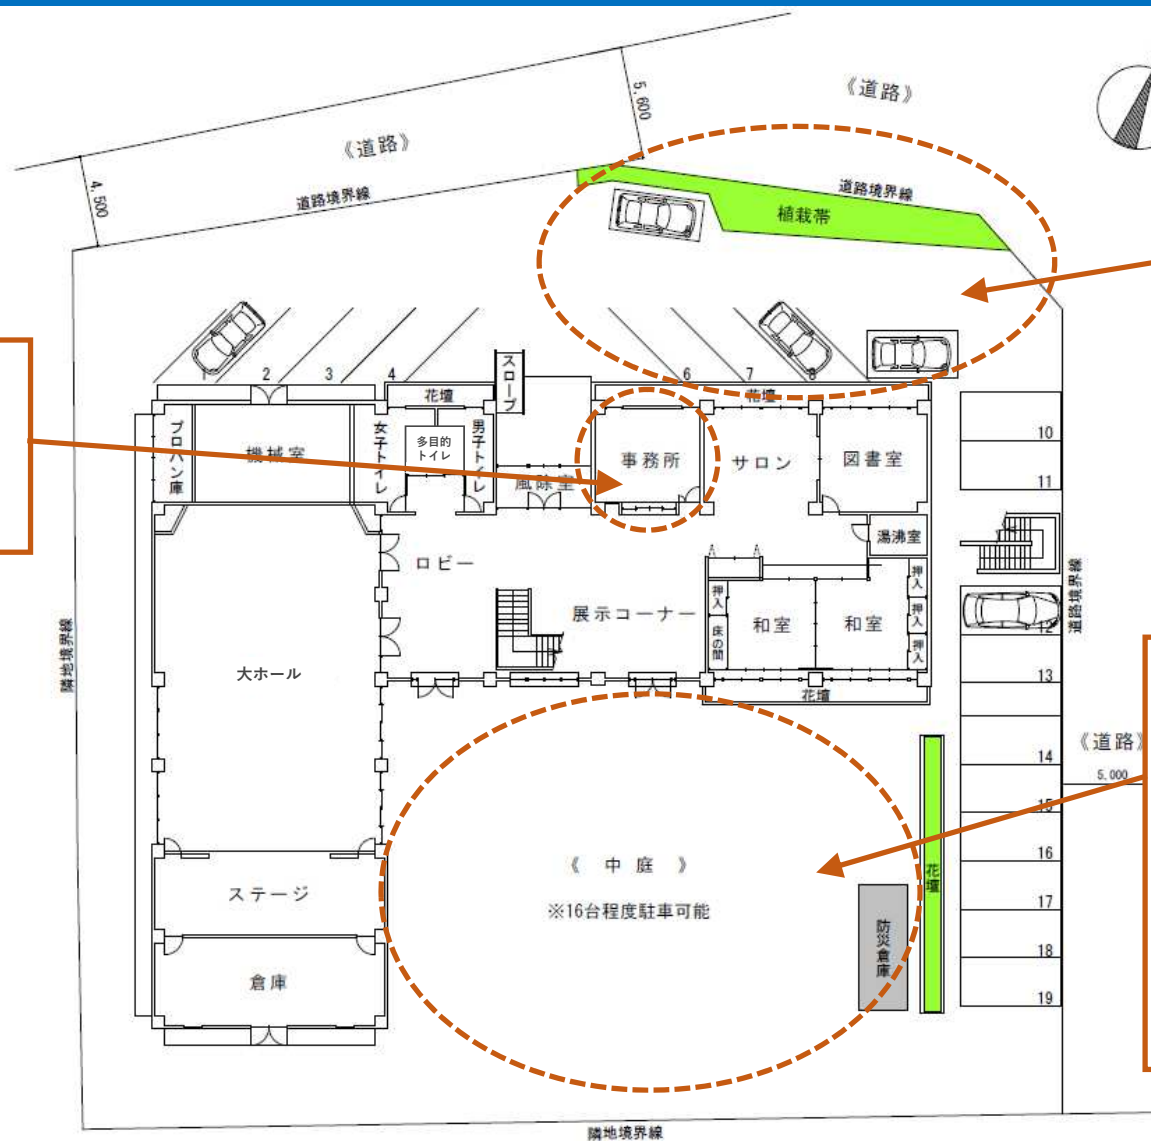 《道路》
5,600
《道路》
4,500
道路境界線
道路境界線
植栽帯
1
2
3
4
スロープ
6
7
8
花壇
花壇
プロパン庫
機械室
女子トイレ
多目的
トイレ
男子トイレ
風除室
事務所
サロン
図書室
10
11
湯沸室
ロビー
展示コーナー
押入
床の間
和室
和室
押入
押入
押入
12
道路境界線
隣地境界線
大ホール
花壇
13
14
《道路》
5,000
15
16
17
18
19
《 中 庭 》
※16台程度駐車可能
花壇
防災倉庫
ステージ
倉庫
隣地境界線